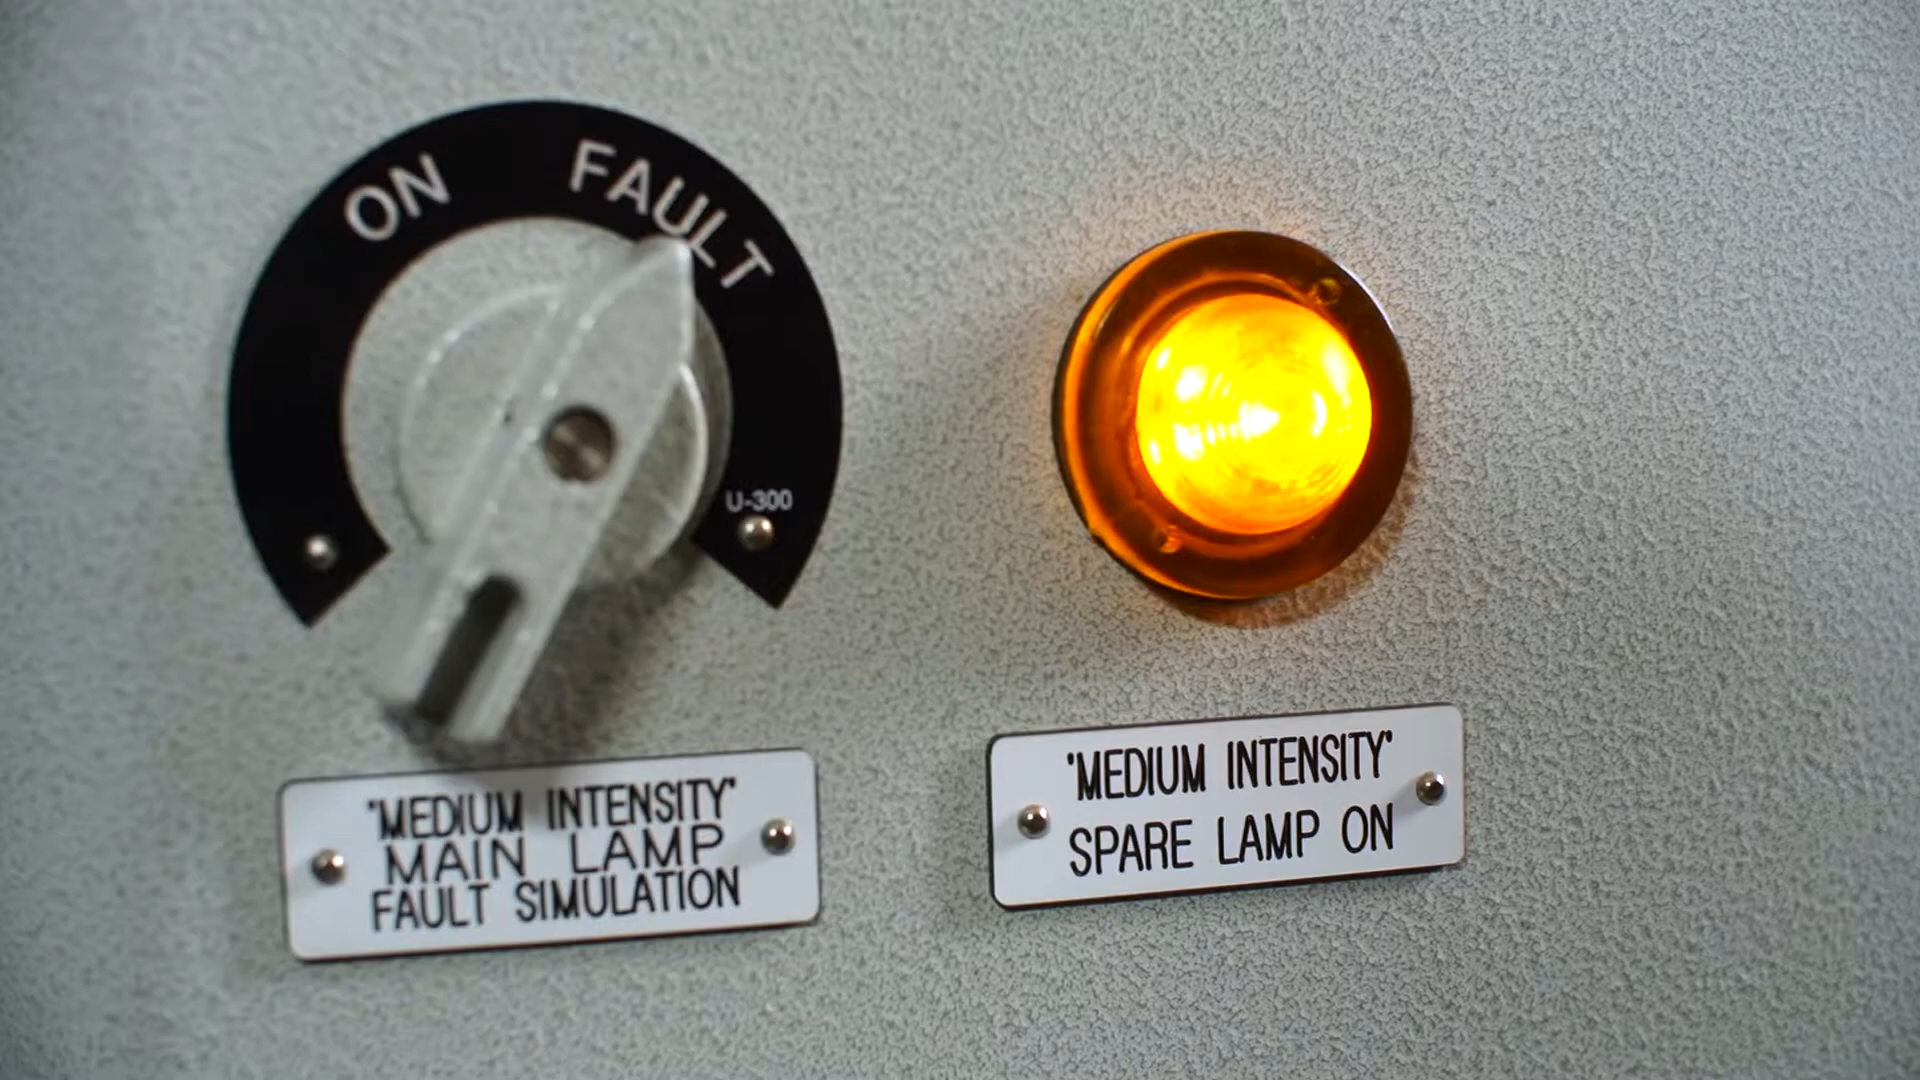 ON FAULT
U-300
"MEDIUM INTENSITY"
MAIN LAMP
FAULT SIMULATION
"MEDIUM INTENSITY"
SPARE LAMP ON